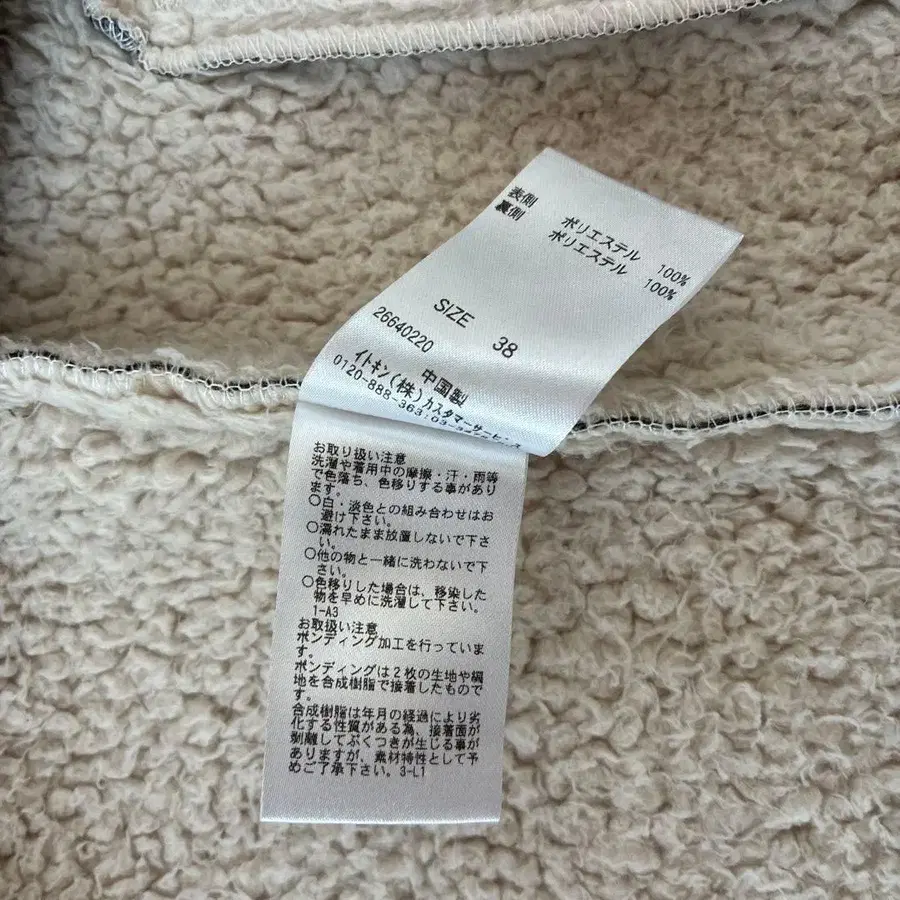 表側 ポリエステル 100%
裏側 ポリエステル 100%
SIZE 38
26640220
中国製
イトキン(株)カスタマーサービス
0120-888-363:03-
お取り扱い注意
洗濯や着用中の摩擦・汗・雨等
で色落ち、色移りする事があり
ます。
○白・淡色との組み合わせはお
避け下さい。
○濡れたまま放置しないで下さ
い。
○他の物と一緒に洗わないで下
さい。
○色移りした場合は、移染した
物を早めに洗濯して下さい。
1-A3
お取扱い注意
ボンディング加工を行っていま
す。
ボンディングは2枚の生地や編
地を合成樹脂で接着したもので
す。
合成樹脂は年月の経過により劣
化する性質がある為、接着面が
剥離してぶくつきが生じる事が
ありますが、素材特性として予
めご了承下さい。3-L1